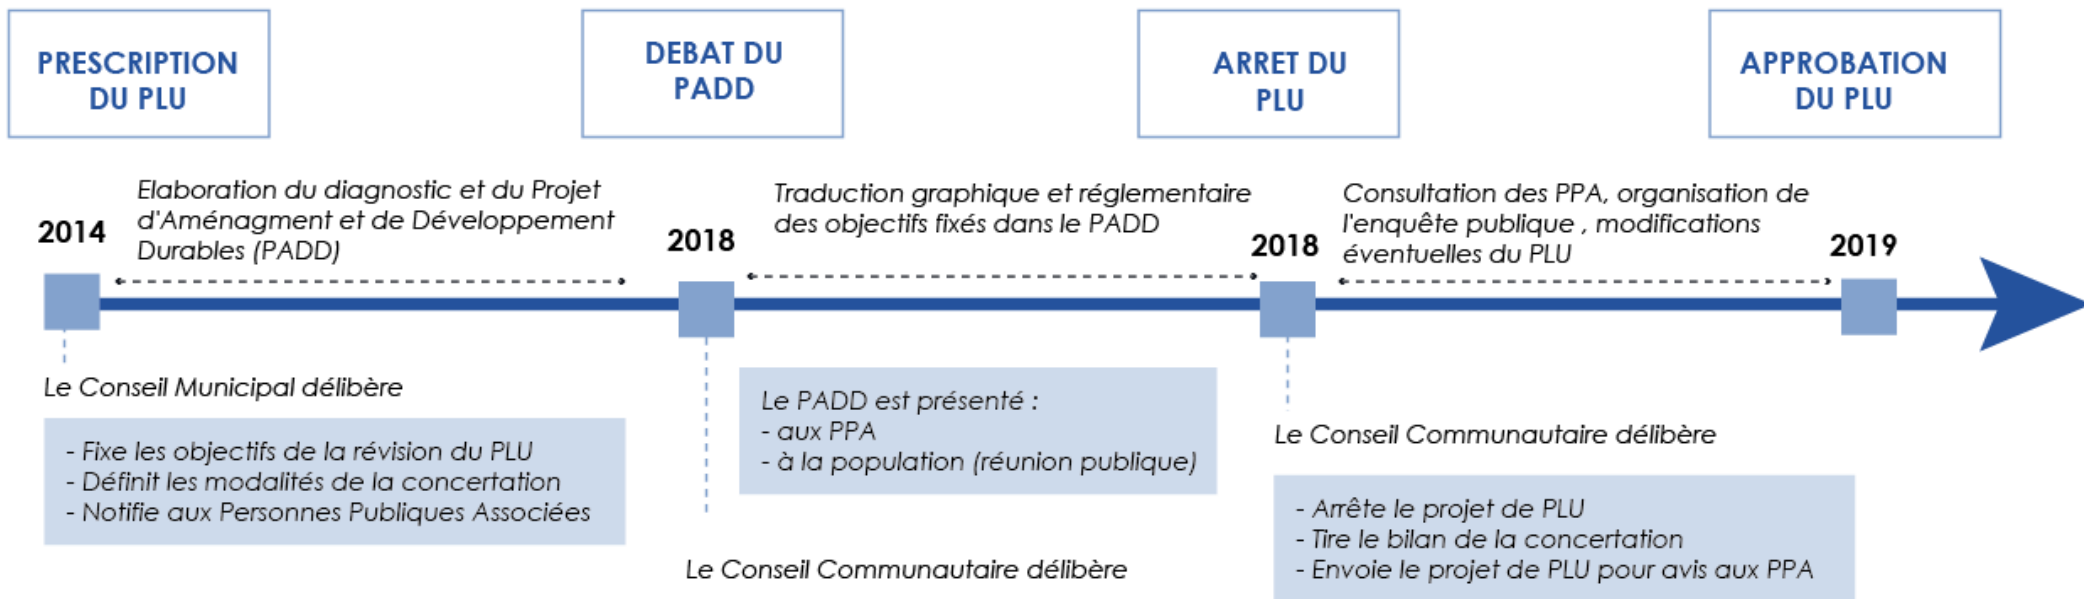 PRESCRIPTION
DU PLU
DEBAT DU
PADD
ARRET DU
PLU
APPROBATION
DU PLU
2014
Elaboration du diagnostic et du Projet
d'Aménagment et de Développement
Durables (PADD)
2018
Traduction graphique et réglementaire
des objectifs fixés dans le PADD
2018
Consultation des PPA, organisation de
l'enquête publique , modifications
éventuelles du PLU
2019
Le Conseil Municipal délibère
- Fixe les objectifs de la révision du PLU
- Définit les modalités de la concertation
- Notifie aux Personnes Publiques Associées
Le PADD est présenté :
- aux PPA
- à la population (réunion publique)
Le Conseil Communautaire délibère
Le Conseil Communautaire délibère
- Arrête le projet de PLU
- Tire le bilan de la concertation
- Envoie le projet de PLU pour avis aux PPA